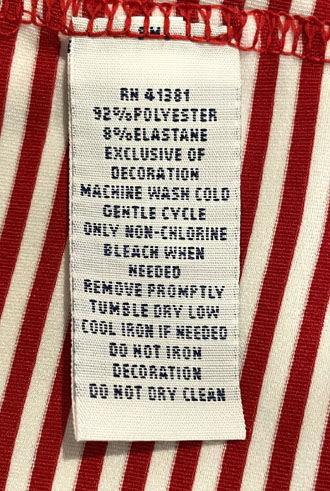 RN 41381
92%POLYESTER
8%ELASTANE
EXCLUSIVE OF
DECORATION
MACHINE WASH COLD
GENTLE CYCLE
ONLY NON-CHLORINE
BLEACH WHEN
NEEDED
REMOVE PROMPTLY
TUMBLE DRY LOW
COOL IRON IF NEEDED
DO NOT IRON
DECORATION
DO NOT DRY CLEAN